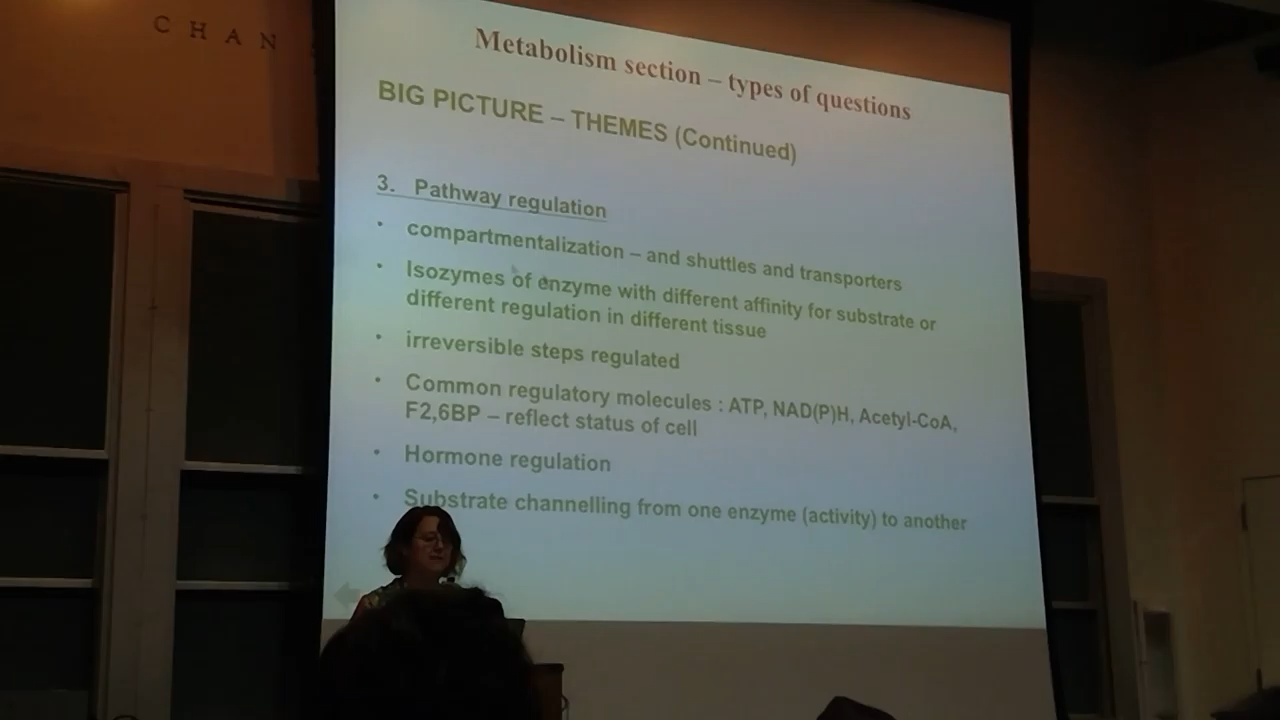 CHAN
Metabolism section – types of questions
BIG PICTURE – THEMES (Continued)
3. Pathway regulation
• compartmentalization – and shuttles and transporters
• Isozymes of enzyme with different affinity for substrate or
different regulation in different tissue
• irreversible steps regulated
• Common regulatory molecules : ATP, NAD(P)H, Acetyl-CoA,
F2,6BP – reflect status of cell
• Hormone regulation
• Substrate channelling from one enzyme (activity) to another